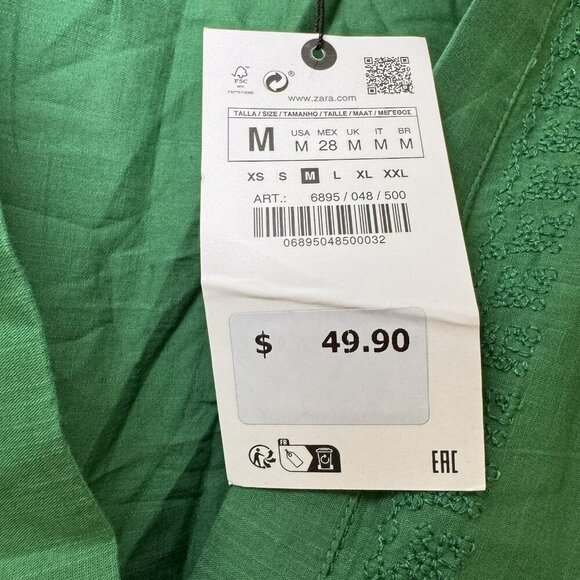 FSC
®
www.zara.com
TALLA / SIZE / TAMANHO / TAILLE / MAAT / ΜΕΓΕΘΟΣ
M USA MEX UK IT BR
M 28 M M M
XS S M L XL XXL
ART.: 6895 / 048 / 500
06895048500032
$ 49.90
FR
EAC